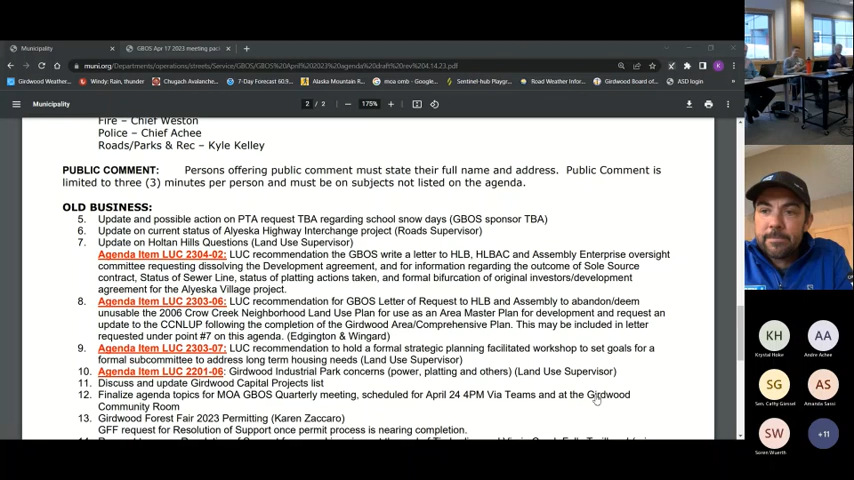 Municipality
GBOS Apr 17 2023 meeting pac
muni.org/Departments/operations/streets/Service/GBOS/GBOS%20April%202023%20agenda%20draft%20rev%204.14.23.pdf
Girdwood Weather...
Windy: Rain, thunder
Chugach Avalanche...
7-Day Forecast 60.9...
Alaska Mountain R...
moa omb - Google...
Sentinel-hub Playgr...
Road Weather Infor...
Girdwood Board of...
ASD login
Municipality
2 / 2
175%
Fire – Chief Weston
Police – Chief Achee
Roads/Parks & Rec – Kyle Kelley
PUBLIC COMMENT: Persons offering public comment must state their full name and address. Public Comment is
limited to three (3) minutes per person and must be on subjects not listed on the agenda.
OLD BUSINESS:
5. Update and possible action on PTA request TBA regarding school snow days (GBOS sponsor TBA)
6. Update on current status of Alyeska Highway Interchange project (Roads Supervisor)
7. Update on Holtan Hills Questions (Land Use Supervisor)
Agenda Item LUC 2304-02: LUC recommendation the GBOS write a letter to HLB, HLBAC and Assembly Enterprise oversight
committee requesting dissolving the Development agreement, and for information regarding the outcome of Sole Source
contract, Status of Sewer Line, status of platting actions taken, and formal bifurcation of original investors/development
agreement for the Alyeska Village project.
8. Agenda Item LUC 2303-06: LUC recommendation for GBOS Letter of Request to HLB and Assembly to abandon/deem
unusable the 2006 Crow Creek Neighborhood Land Use Plan for use as an Area Master Plan for development and request an
update to the CCNLUP following the completion of the Girdwood Area/Comprehensive Plan. This may be included in letter
requested under point #7 on this agenda. (Edgington & Wingard)
9. Agenda Item LUC 2303-07: LUC recommendation to hold a formal strategic planning facilitated workshop to set goals for a
formal subcommittee to address long term housing needs (Land Use Supervisor)
10. Agenda Item LUC 2201-06: Girdwood Industrial Park concerns (power, platting and others) (Land Use Supervisor)
11. Discuss and update Girdwood Capital Projects list
12. Finalize agenda topics for MOA GBOS Quarterly meeting, scheduled for April 24 4PM Via Teams and at the Girdwood
Community Room
13. Girdwood Forest Fair 2023 Permitting (Karen Zaccaro)
GFF request for Resolution of Support once permit process is nearing completion.
KH
Krystal Hoke
AA
Andre Achee
SG
Sen. Cathy Giessel
AS
Amanda Sassi
SW
Soren Wuerth
+11